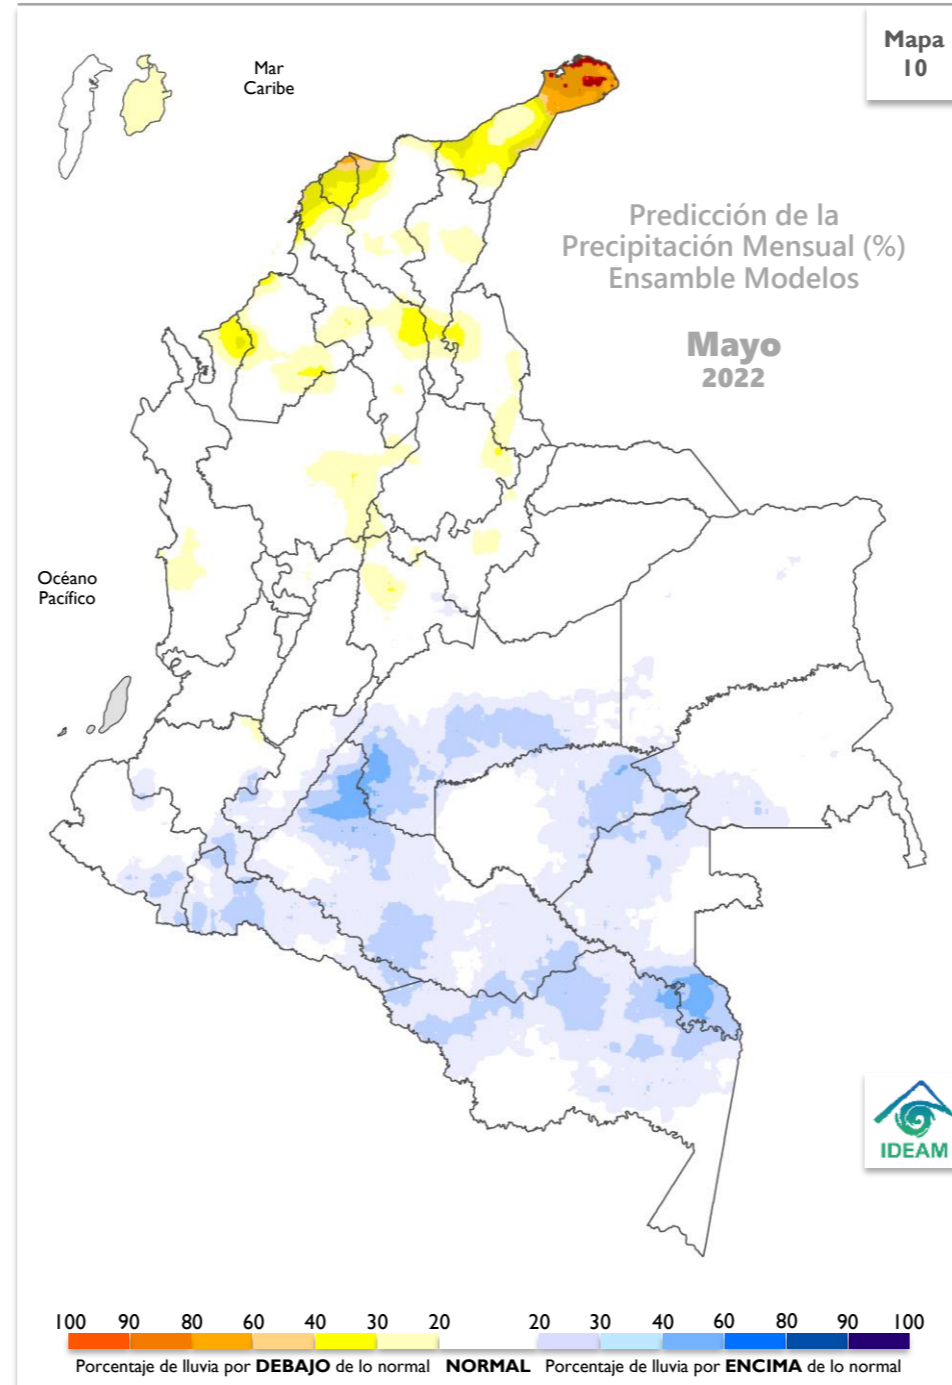 Mapa
10
Mar
Caribe
Predicción de la
Precipitación Mensual (%)
Ensamble Modelos
Mayo
2022
Océano
Pacífico
IDEAM
100 90 80 60 40 30 20 20 30 40 60 80 90 100
Porcentaje de lluvia por DEBAJO de lo normal NORMAL Porcentaje de lluvia por ENCIMA de lo normal